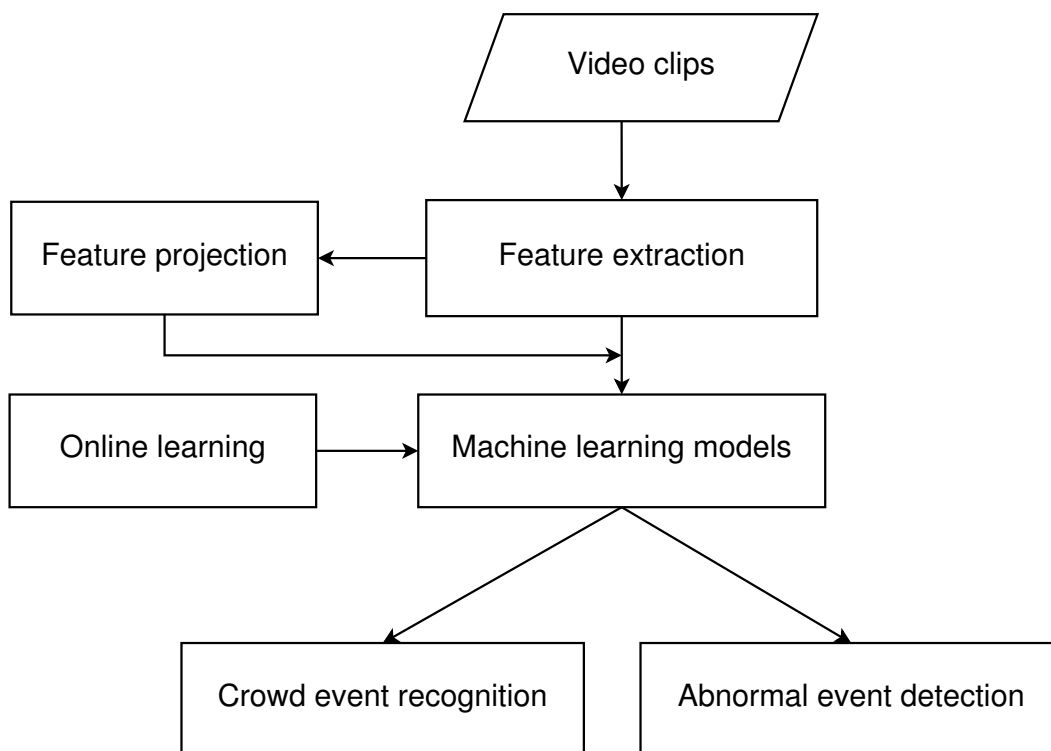 Video clips
Feature projection
Feature extraction
Online learning
Machine learning models
Crowd event recognition
Abnormal event detection